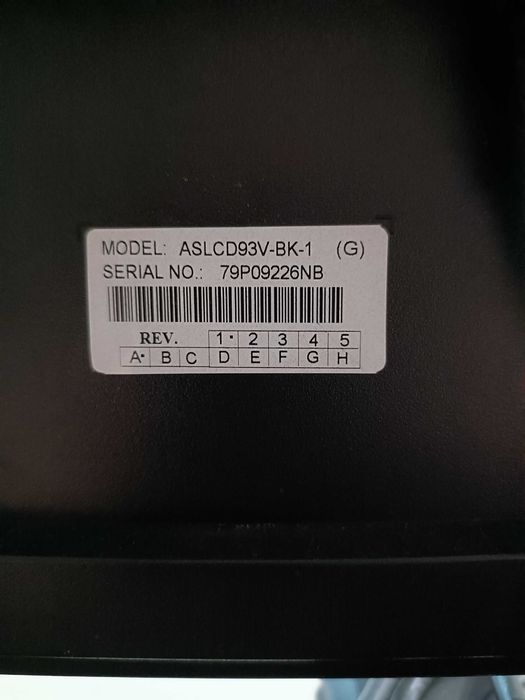 MODEL: ASLCD93V-BK-1 (G)
SERIAL NO.: 79P09226NB
REV. 1· 2 3 4 5
A· B C D E F G H